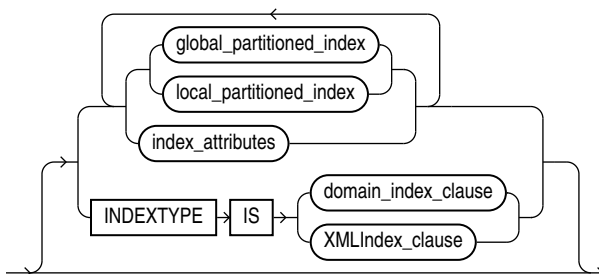 global_partitioned_index
local_partitioned_index
index_attributes
INDEXTYPE IS domain_index_clause
XMLIndex_clause